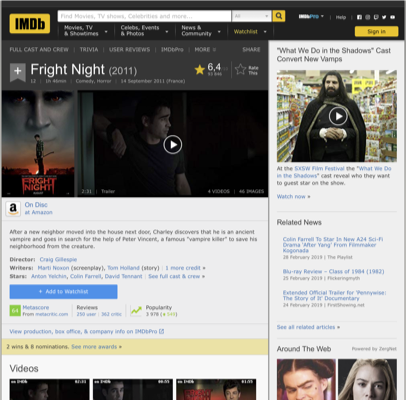 IMDb
Find Movies, TV shows, Celebrities and more...
All
IMDbPro
Help
Movies, TV
& Showtimes
Celebs, Events
& Photos
News &
Community
Watchlist
Sign in
FULL CAST AND CREW | TRIVIA | USER REVIEWS | IMDbPro | MORE
SHARE
Fright Night (2011)
6,4
Rate
This
12 | 1h 46min | Comedy, Horror | 14 September 2011 (France)
FRIGHT
NIGHT
2:31 | Trailer
4 VIDEOS | 46 IMAGES
a
On Disc
at Amazon
After a new neighbor moved into the house next door, Charley discovers that he is an ancient
vampire and goes in search for the help of Peter Vincent, a famous "vampire killer" to save his
neighborhood from the creature.
Director: Craig Gillespie
Writers: Marti Noxon (screenplay), Tom Holland (story) | 1 more credit »
Stars: Anton Yelchin, Colin Farrell, David Tennant | See full cast & crew »
+ Add to Watchlist
64
Metascore
From metacritic.com
Reviews
250 user | 362 critic
Popularity
View production, box office, & company info on IMDbPro
2 wins & 8 nominations. See more awards »
Videos
"What We Do in the Shadows" Cast
Convert New Vamps
At the SXSW Film Festival the "What We
Do in the Shadows" cast reveal who they want
to guest star on the show.
Watch now »
Related News
Colin Farrell To Star In New A24 Sci-Fi
Drama 'After Yang' From Filmmaker
Kogonada
28 February 2019 | Playlist
Blu-ray Review – Class of 1984 (1982)
25 February 2019 | Flickeringmyth
Extended Official Trailer for 'Pennywise:
The Story of It' Documentary
24 February 2019 | FirstShowing.net
See all related articles »
Around The Web
Powered by ZergNet